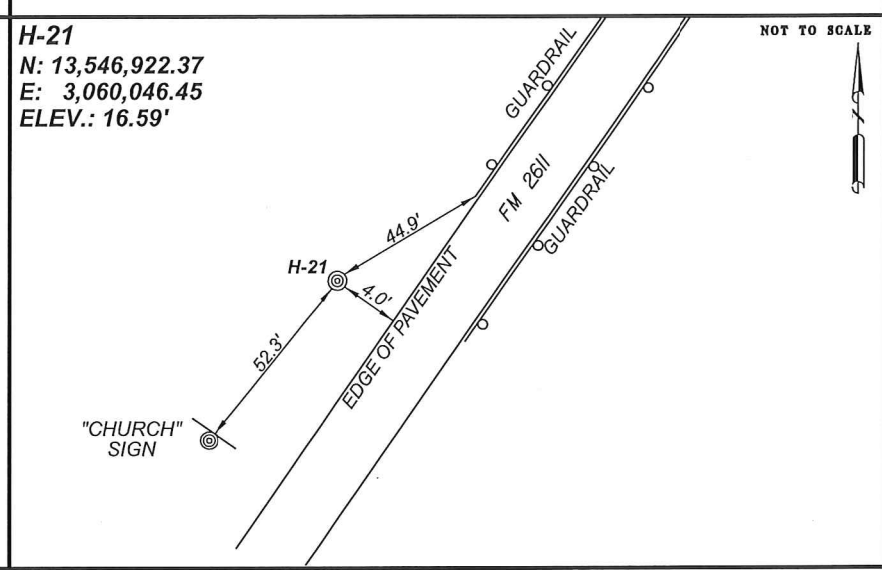 H-21
N: 13,546,922.37
E: 3,060,046.45
ELEV.: 16.59'
NOT TO SCALE
N
GUARDRAIL
FM 2611
GUARDRAIL
44.9'
H-21
4.0'
EDGE OF PAVEMENT
52.3'
"CHURCH"
SIGN